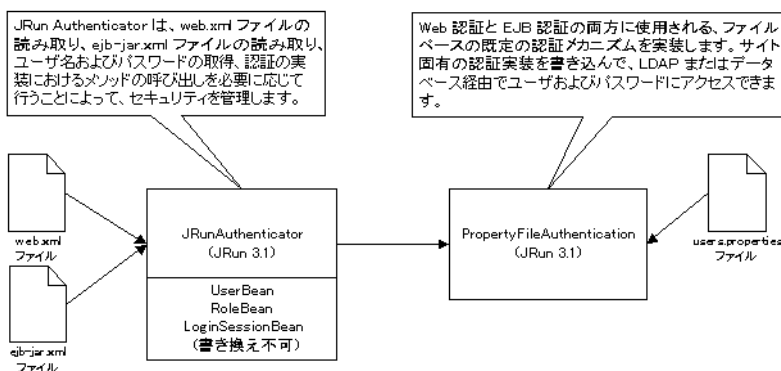 JRun Authenticator は、web.xml ファイルの
読み取り、ejb-jar.xml ファイルの読み取り、
ユーザ名およびパスワードの取得、認証の実
装におけるメソッドの呼び出しを必要に応じて
行うことによって、セキュリティを管理します。
Web 認証と EJB 認証の両方に使用される、ファイル
ベースの既定の認証メカニズムを実装します。サイト
固有の認証実装を書き込んで、LDAP またはデータ
ベース経由でユーザおよびパスワードにアクセスできま
す。
web.xml
ファイル
ejb-jar.xml
ファイル
JRunAuthenticator
(JRun 3.1)
UserBean
RoleBean
LoginSessionBean
(書き換え不可)
PropertyFileAuthentication
(JRun 3.1)
users.properties
ファイル